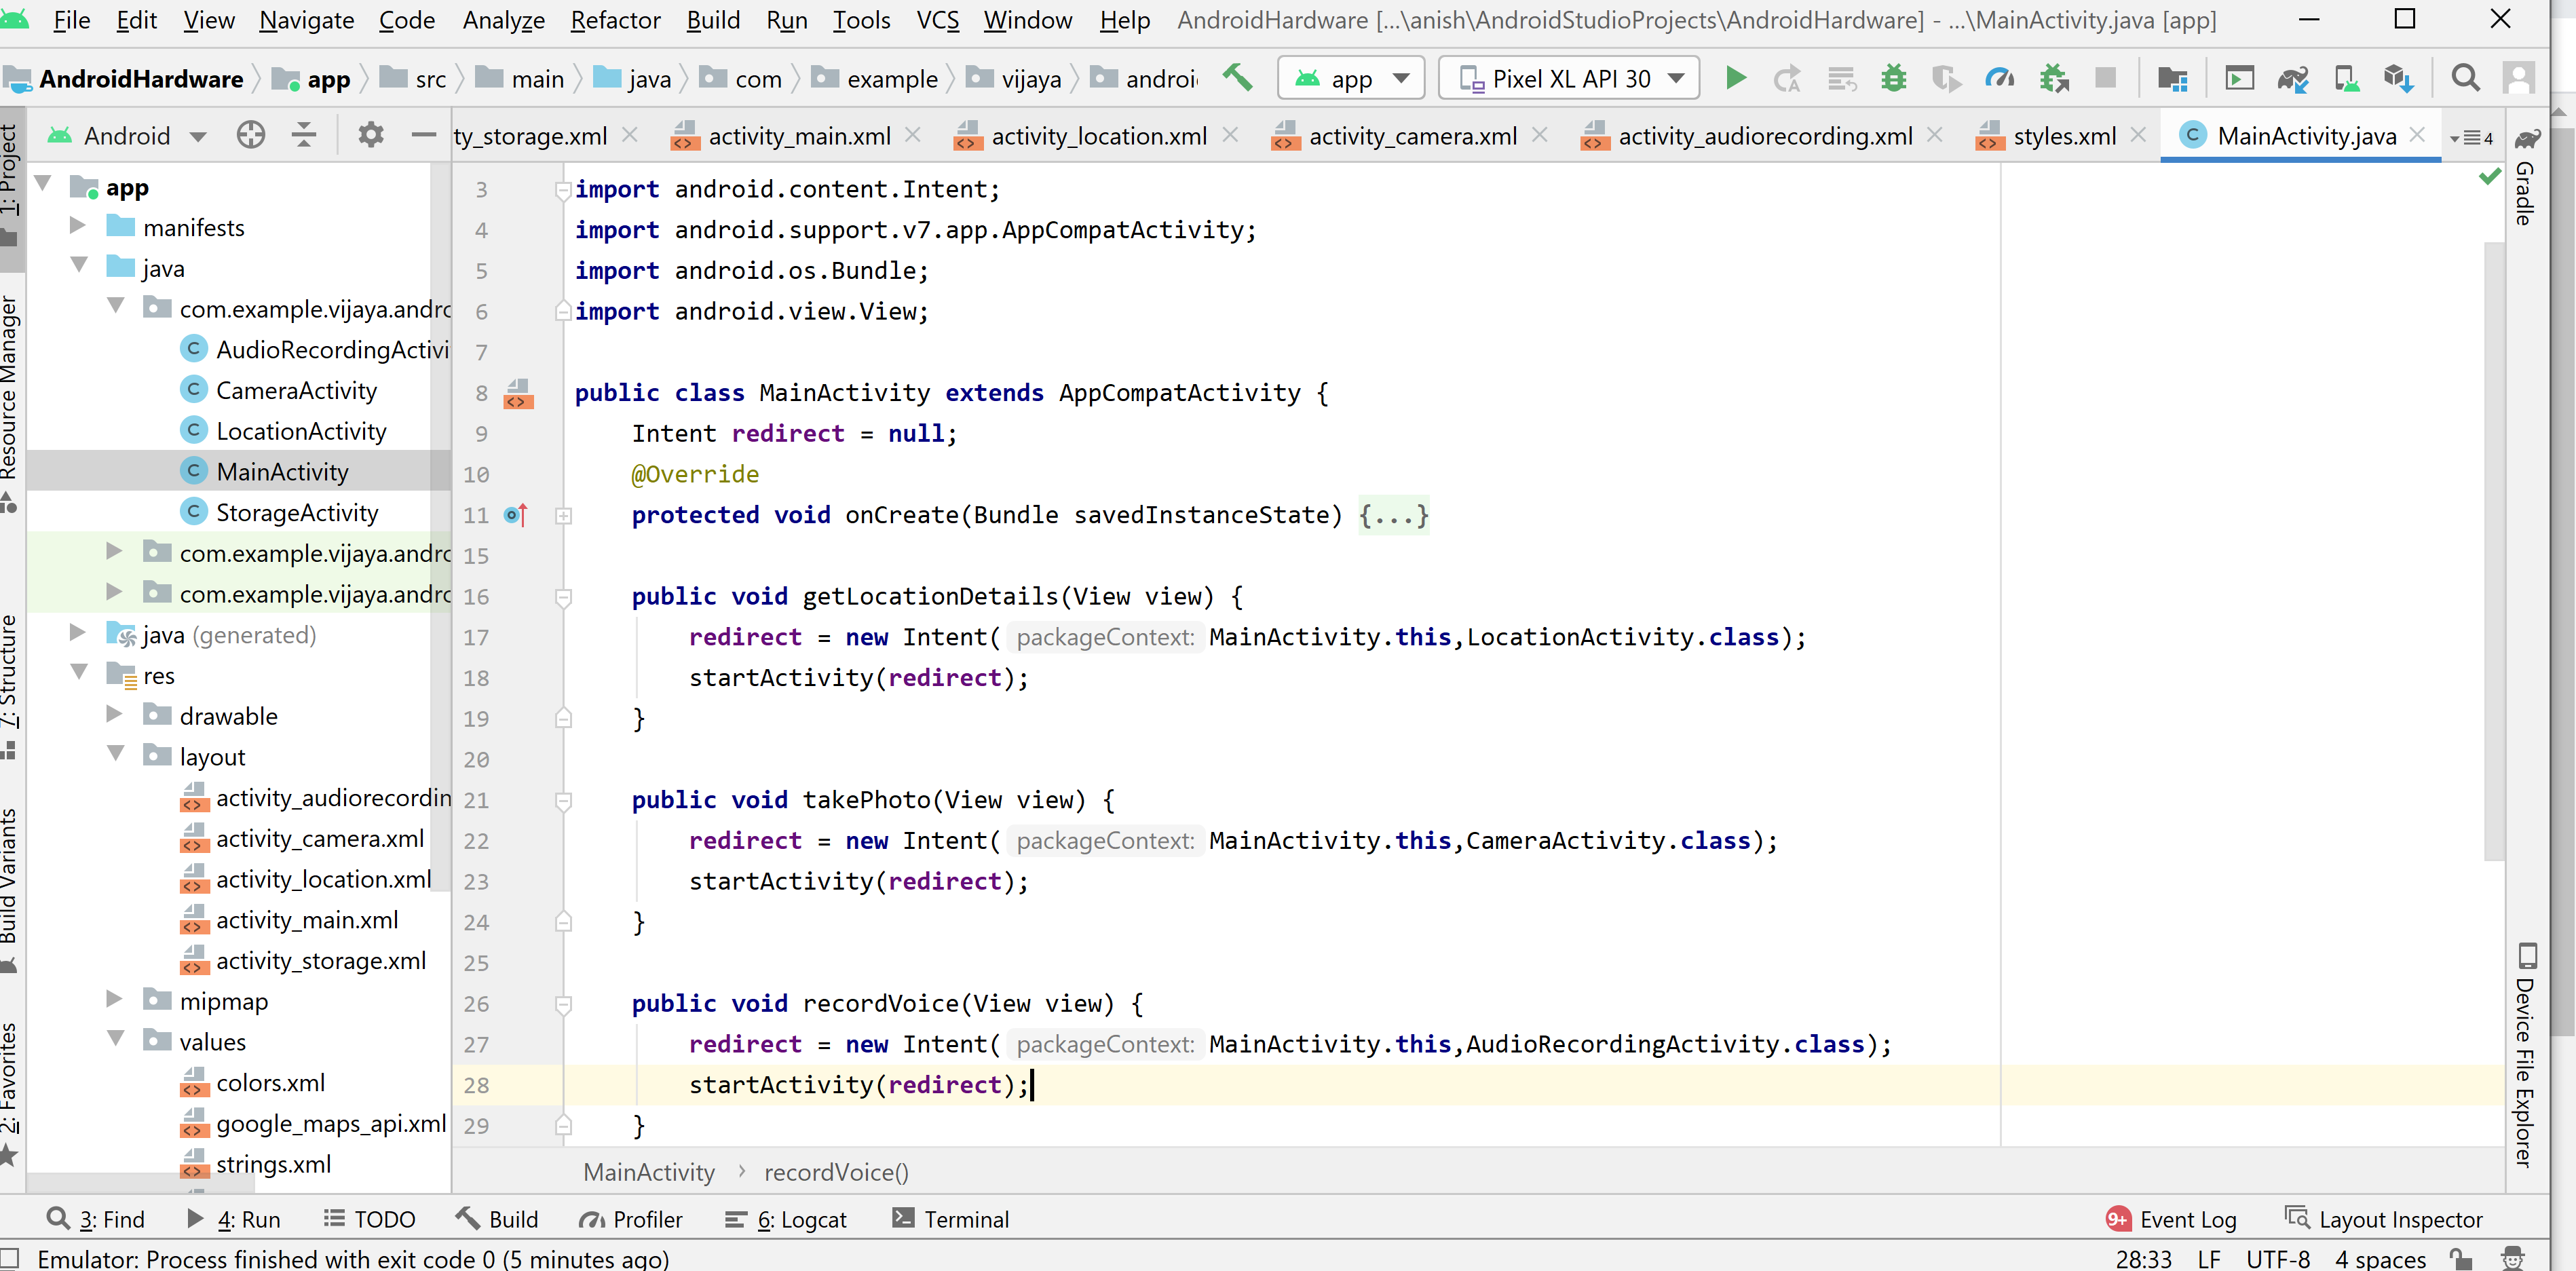 File Edit View Navigate Code Analyze Refactor Build Run Tools VCS Window Help AndroidHardware [...\anish\AndroidStudioProjects\AndroidHardware] - ...\MainActivity.java [app]
AndroidHardware app src main java com example vijaya androi app Pixel XL API 30
Android ty_storage.xml activity_main.xml activity_location.xml activity_camera.xml activity_audiorecording.xml styles.xml MainActivity.java 4
1: Project
Resource Manager
7: Structure
Build Variants
2: Favorites
app
manifests
java
com.example.vijaya.andro
AudioRecordingActivi
CameraActivity
LocationActivity
MainActivity
StorageActivity
com.example.vijaya.andro
com.example.vijaya.andro
java (generated)
res
drawable
layout
activity_audiorecordin
activity_camera.xml
activity_location.xml
activity_main.xml
activity_storage.xml
mipmap
values
colors.xml
google_maps_api.xml
strings.xml
3 import android.content.Intent;
4 import android.support.v7.app.AppCompatActivity;
5 import android.os.Bundle;
6 import android.view.View;
7
8 public class MainActivity extends AppCompatActivity {
9 Intent redirect = null;
10 @Override
11 protected void onCreate(Bundle savedInstanceState) {...}
15
16 public void getLocationDetails(View view) {
17 redirect = new Intent( packageContext: MainActivity.this,LocationActivity.class);
18 startActivity(redirect);
19 }
20
21 public void takePhoto(View view) {
22 redirect = new Intent( packageContext: MainActivity.this,CameraActivity.class);
23 startActivity(redirect);
24 }
25
26 public void recordVoice(View view) {
27 redirect = new Intent( packageContext: MainActivity.this,AudioRecordingActivity.class);
28 startActivity(redirect);
29 }
MainActivity › recordVoice()
Gradle
Device File Explorer
3: Find 4: Run TODO Build Profiler 6: Logcat Terminal 9+ Event Log Layout Inspector
Emulator: Process finished with exit code 0 (5 minutes ago) 28:33 LF UTF-8 4 spaces